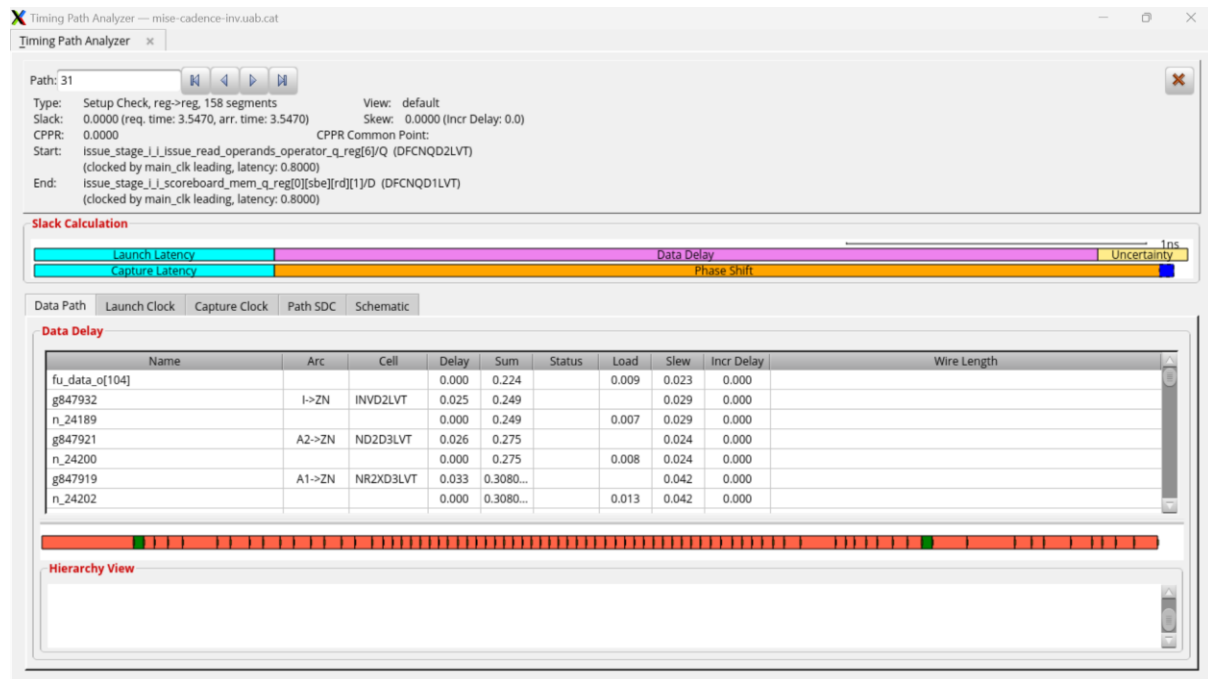 Timing Path Analyzer — mise-cadence-inv.uab.cat
Timing Path Analyzer
Path: 31
Type: Setup Check, reg->reg, 158 segments View: default
Slack: 0.0000 (req. time: 3.5470, arr. time: 3.5470) Skew: 0.0000 (Incr Delay: 0.0)
CPPR: 0.0000 CPPR Common Point:
Start: issue_stage_i_i_issue_read_operands_operator_q_reg[6]/Q (DFCNQD2LVT)
(clocked by main_clk leading, latency: 0.8000)
End: issue_stage_i_i_scoreboard_mem_q_reg[0][sbe][rd][1]/D (DFCNQD1LVT)
(clocked by main_clk leading, latency: 0.8000)
Slack Calculation
1ns
Launch Latency Data Delay Uncertainty
Capture Latency Phase Shift
Data Path Launch Clock Capture Clock Path SDC Schematic
Data Delay
Name Arc Cell Delay Sum Status Load Slew Incr Delay Wire Length
fu_data_o[104] 0.000 0.224 0.009 0.023 0.000
g847932 I->ZN INVD2LVT 0.025 0.249 0.029 0.000
n_24189 0.000 0.249 0.007 0.029 0.000
g847921 A2->ZN ND2D3LVT 0.026 0.275 0.024 0.000
n_24200 0.000 0.275 0.008 0.024 0.000
g847919 A1->ZN NR2XD3LVT 0.033 0.3080... 0.042 0.000
n_24202 0.000 0.3080... 0.013 0.042 0.000
Hierarchy View